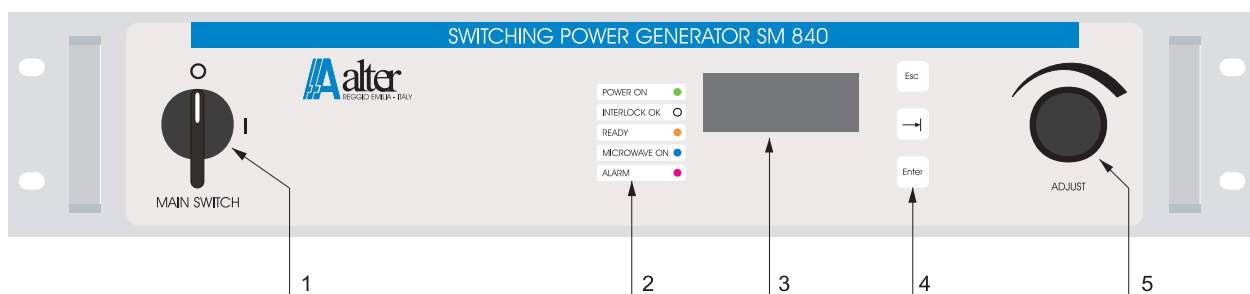 SWITCHING POWER GENERATOR SM 840
O
I
MAIN SWITCH
Aalter
REGGIO EMILIA - ITALY
POWER ON
INTERLOCK OK
READY
MICROWAVE ON
ALARM
Esc
Enter
ADJUST
1
2
3
4
5